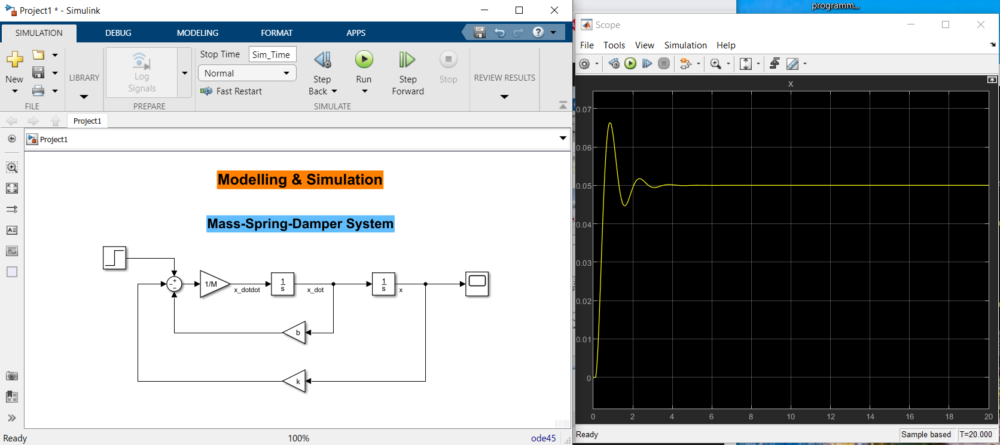 Project1 * - Simulink
SIMULATION DEBUG MODELING FORMAT APPS
New
FILE
LIBRARY
Log
Signals
PREPARE
Stop Time Sim_Time
Normal
Fast Restart
Step
Back
Run
Step
Forward
Stop
SIMULATE
REVIEW RESULTS
Project1
Project1
Modelling & Simulation
Mass-Spring-Damper System
1/M
x_dotdot
1
s
x_dot
1
s
x
b
k
Ready 100% ode45
programm...
Scope
File Tools View Simulation Help
X
0.07
0.06
0.05
0.04
0.03
0.02
0.01
0
0 2 4 6 8 10 12 14 16 18 20
Ready Sample based T=20.000